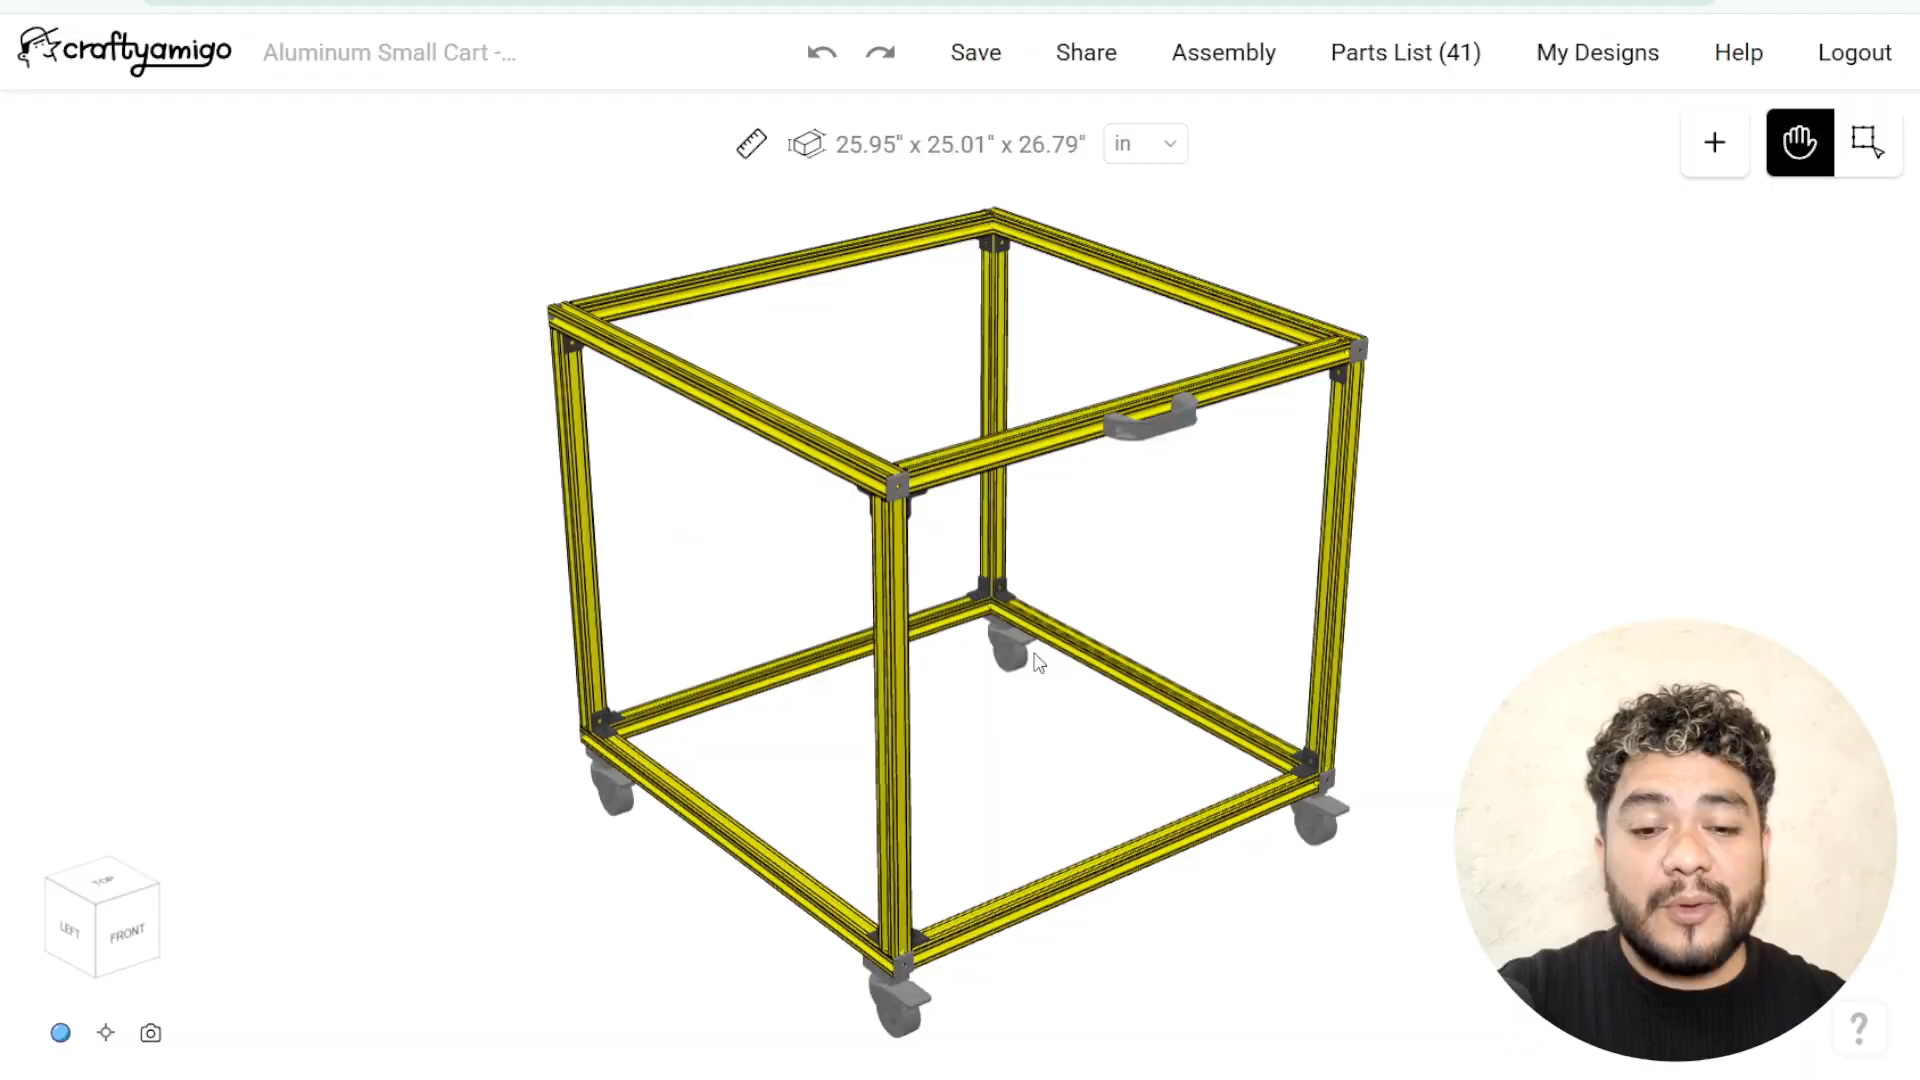 craftyamigo
Aluminum Small Cart -...
Save
Share
Assembly
Parts List (41)
My Designs
Help
Logout
25.95" x 25.01" x 26.79"
in
TOP
LEFT
FRONT
?